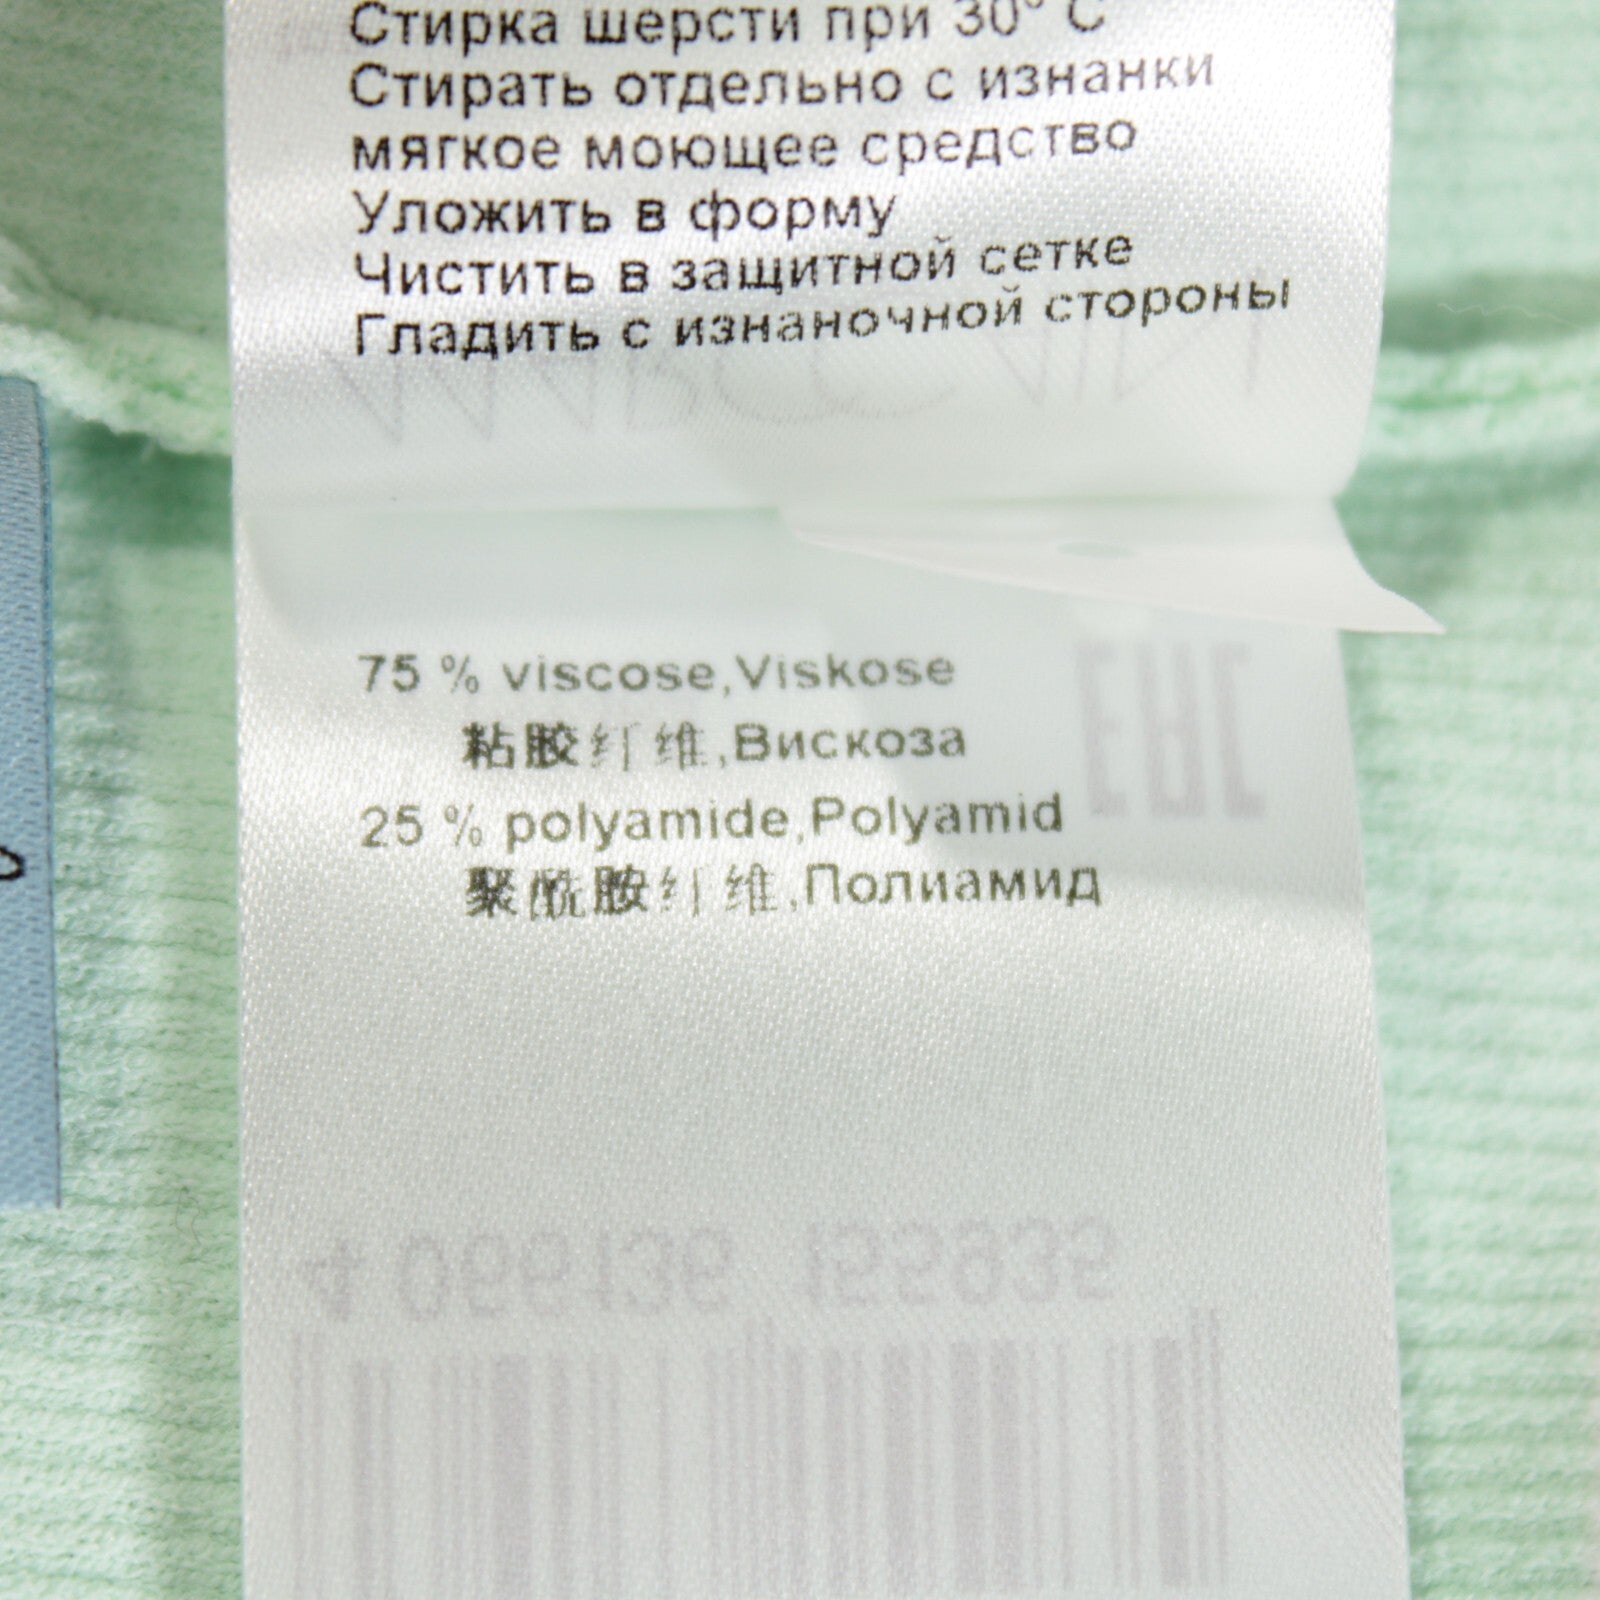 Стирка шерсти при 30° C
Стирать отдельно с изнанки
мягкое моющее средство
Уложить в форму
Чистить в защитной сетке
Гладить с изнаночной стороны
75 % viscose,Viskose
粘胶纤维,Вискоза
25 % polyamide,Polyamid
聚酰胺纤维,Полиамид